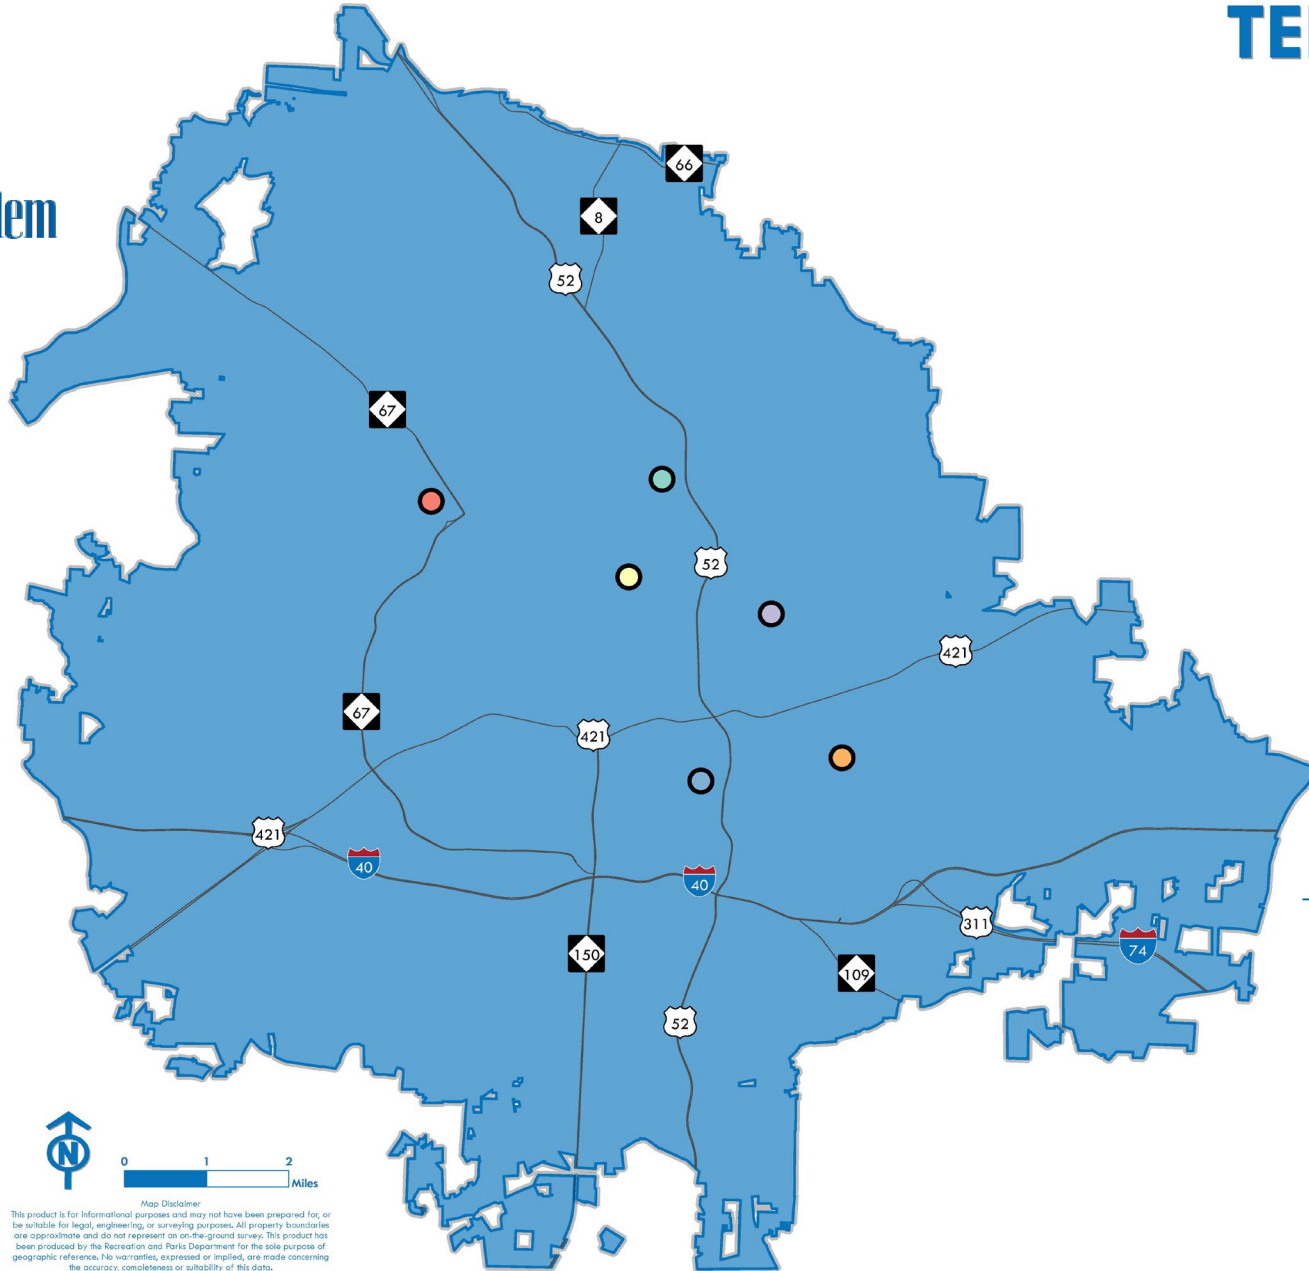 TE
lem
66
8
52
67
52
421
67
421
421
40
40
311
74
150
109
52
N
0 1 2
Miles
Map Disclaimer
This product is for informational purposes and may not have been prepared for, or
be suitable for legal, engineering, or surveying purposes. All property boundaries
are approximate and do not represent an on-the-ground survey. This product has
been produced by the Recreation and Parks Department for the sole purpose of
geographic reference. No warranties, expressed or implied, are made concerning
the accuracy, completeness or suitability of this data.